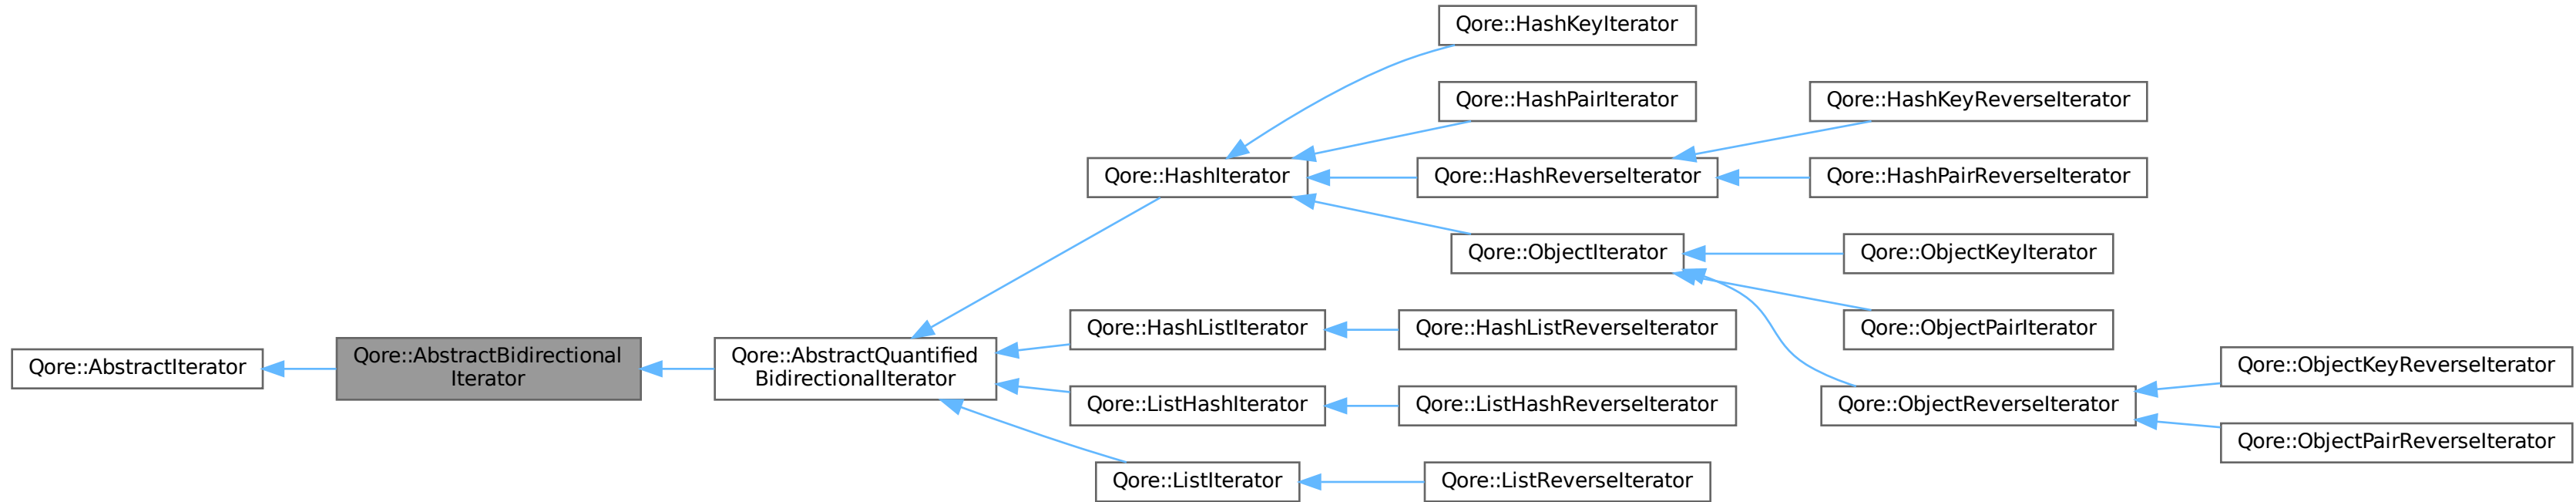 Qore::HashKeyIterator
Qore::HashPairIterator
Qore::HashKeyReverseIterator
Qore::HashIterator
Qore::HashReverseIterator
Qore::HashPairReverseIterator
Qore::ObjectIterator
Qore::ObjectKeyIterator
Qore::HashListIterator
Qore::HashListReverseIterator
Qore::ObjectPairIterator
Qore::AbstractIterator
Qore::AbstractBidirectional
Iterator
Qore::AbstractQuantified
BidirectionalIterator
Qore::ObjectKeyReverseIterator
Qore::ListHashIterator
Qore::ListHashReverseIterator
Qore::ObjectReverseIterator
Qore::ObjectPairReverseIterator
Qore::ListIterator
Qore::ListReverseIterator